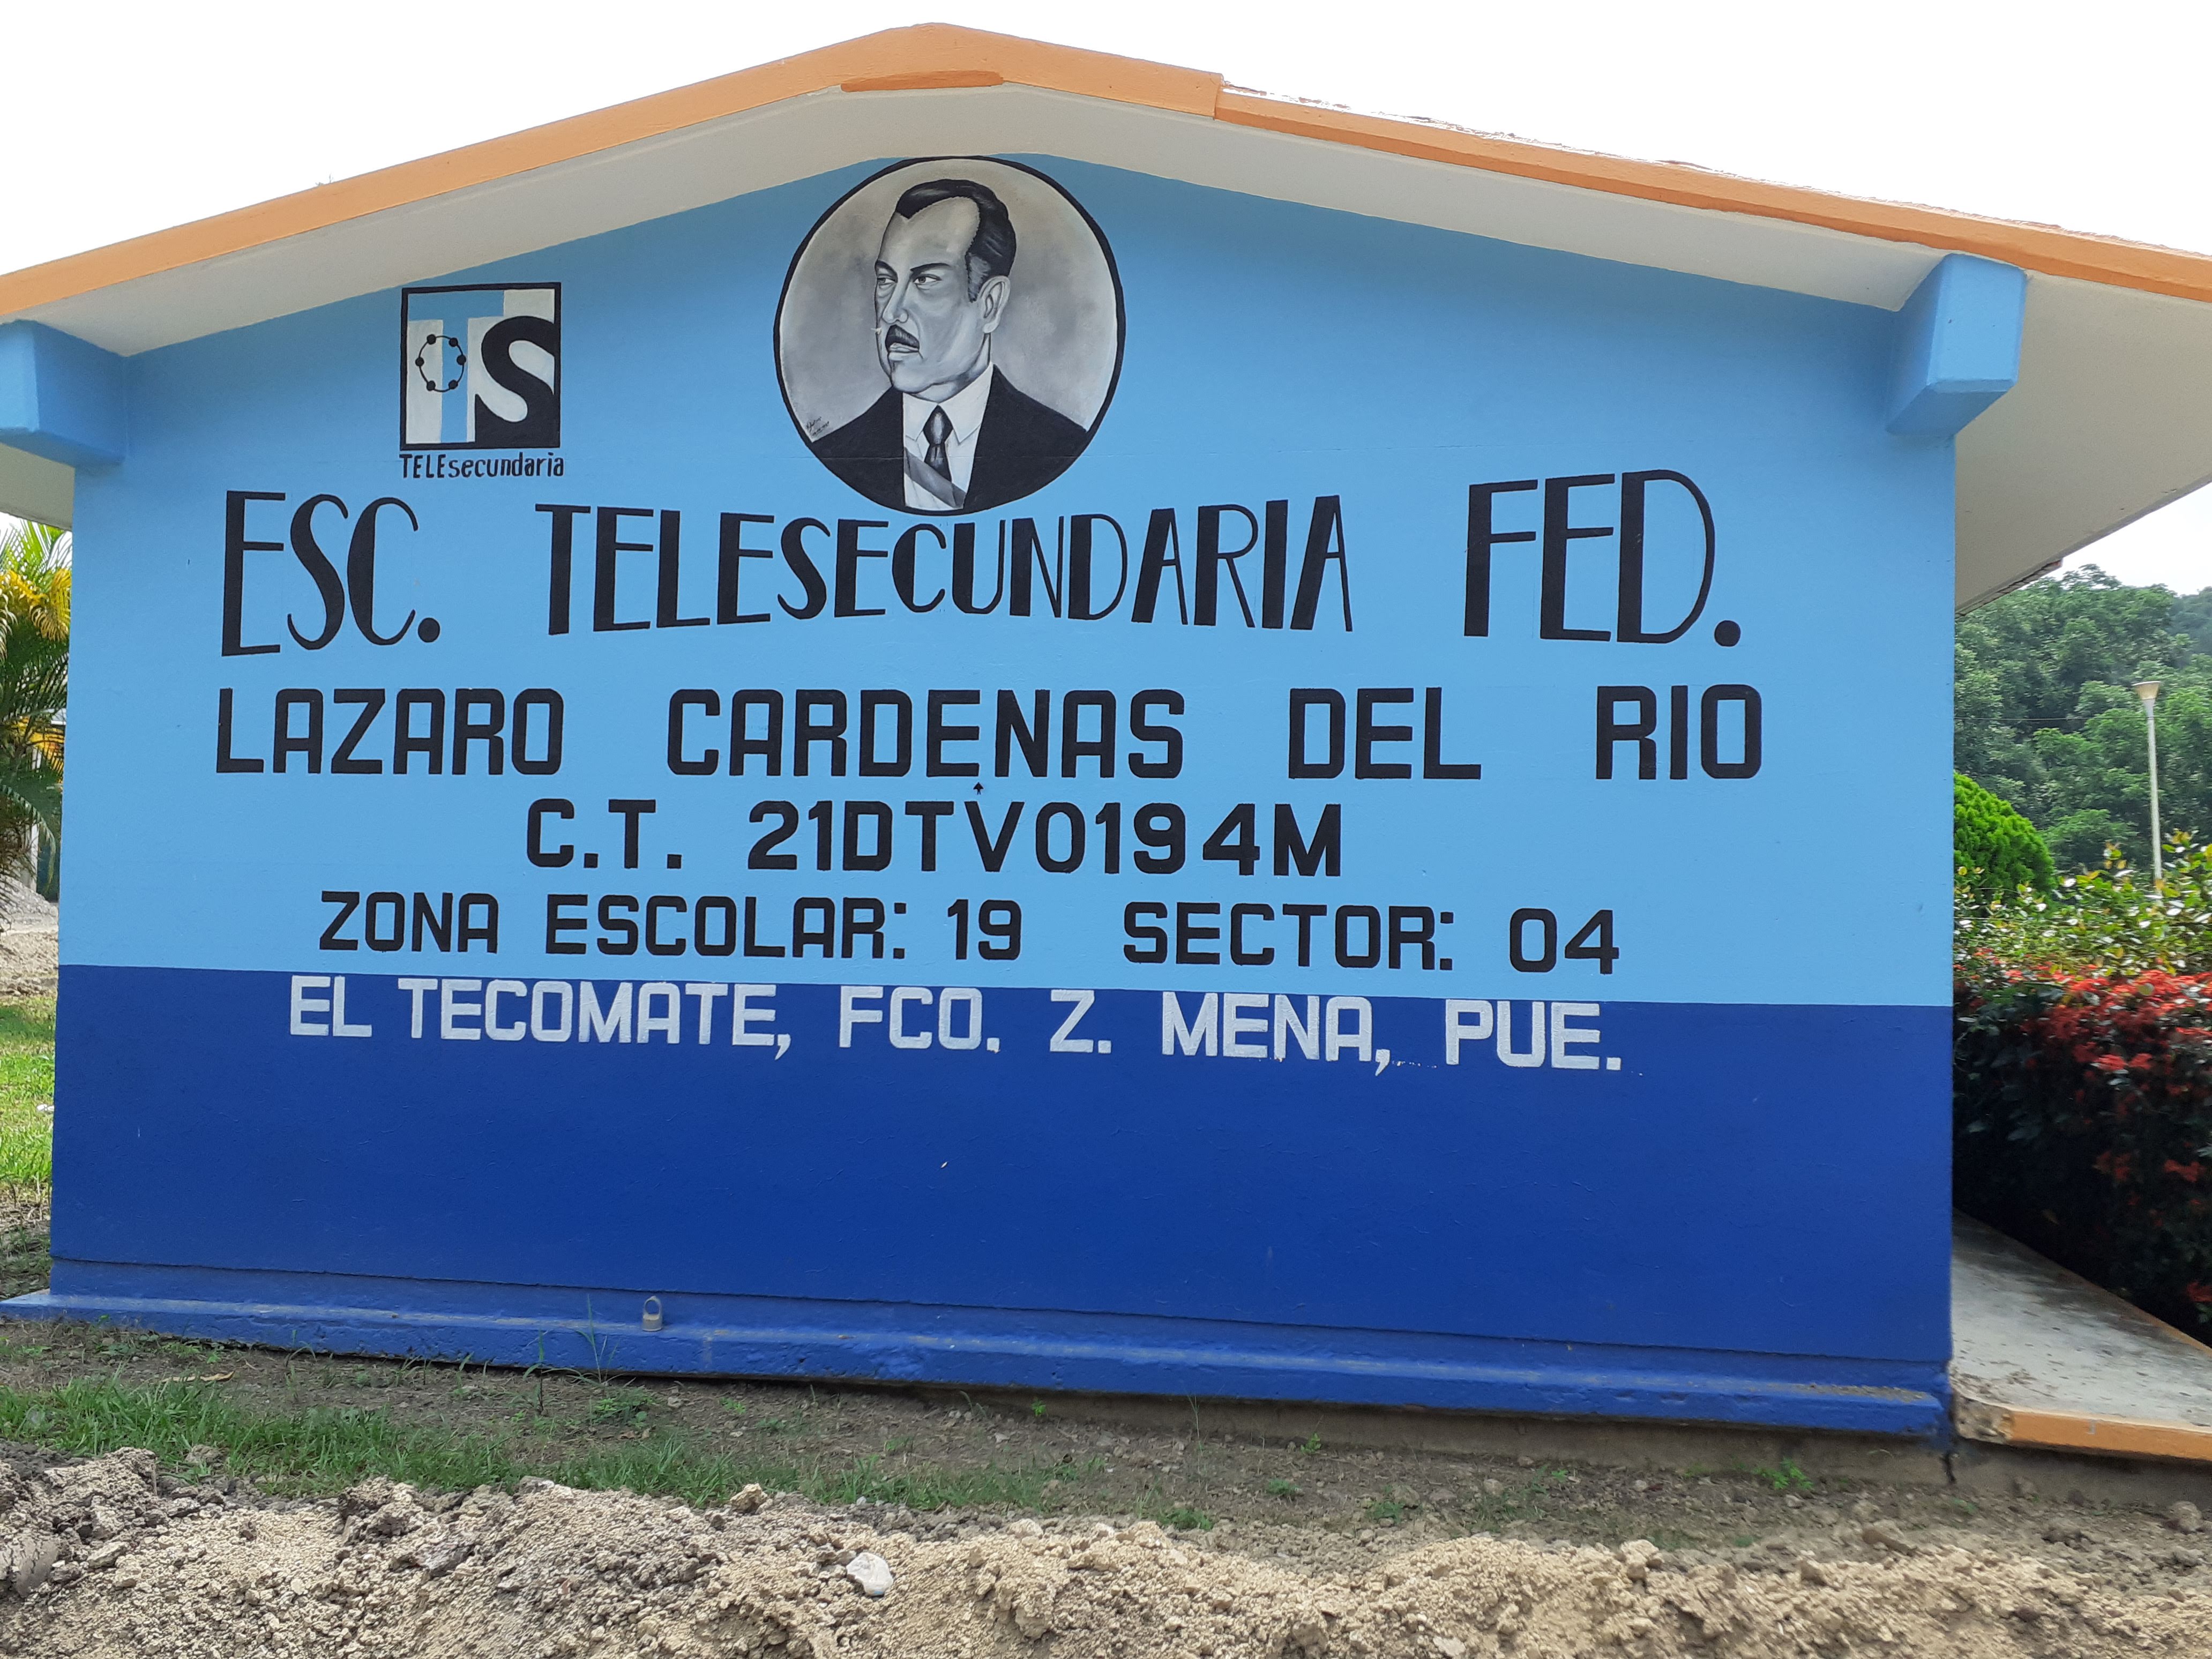 TS
TELEsecundaria
ESC. TELESECUNDARIA FED.
LAZARO CARDENAS DEL RIO
C.T. 21DTV0194M
ZONA ESCOLAR: 19 SECTOR: 04
EL TECOMATE, FCO. Z. MENA, PUE.